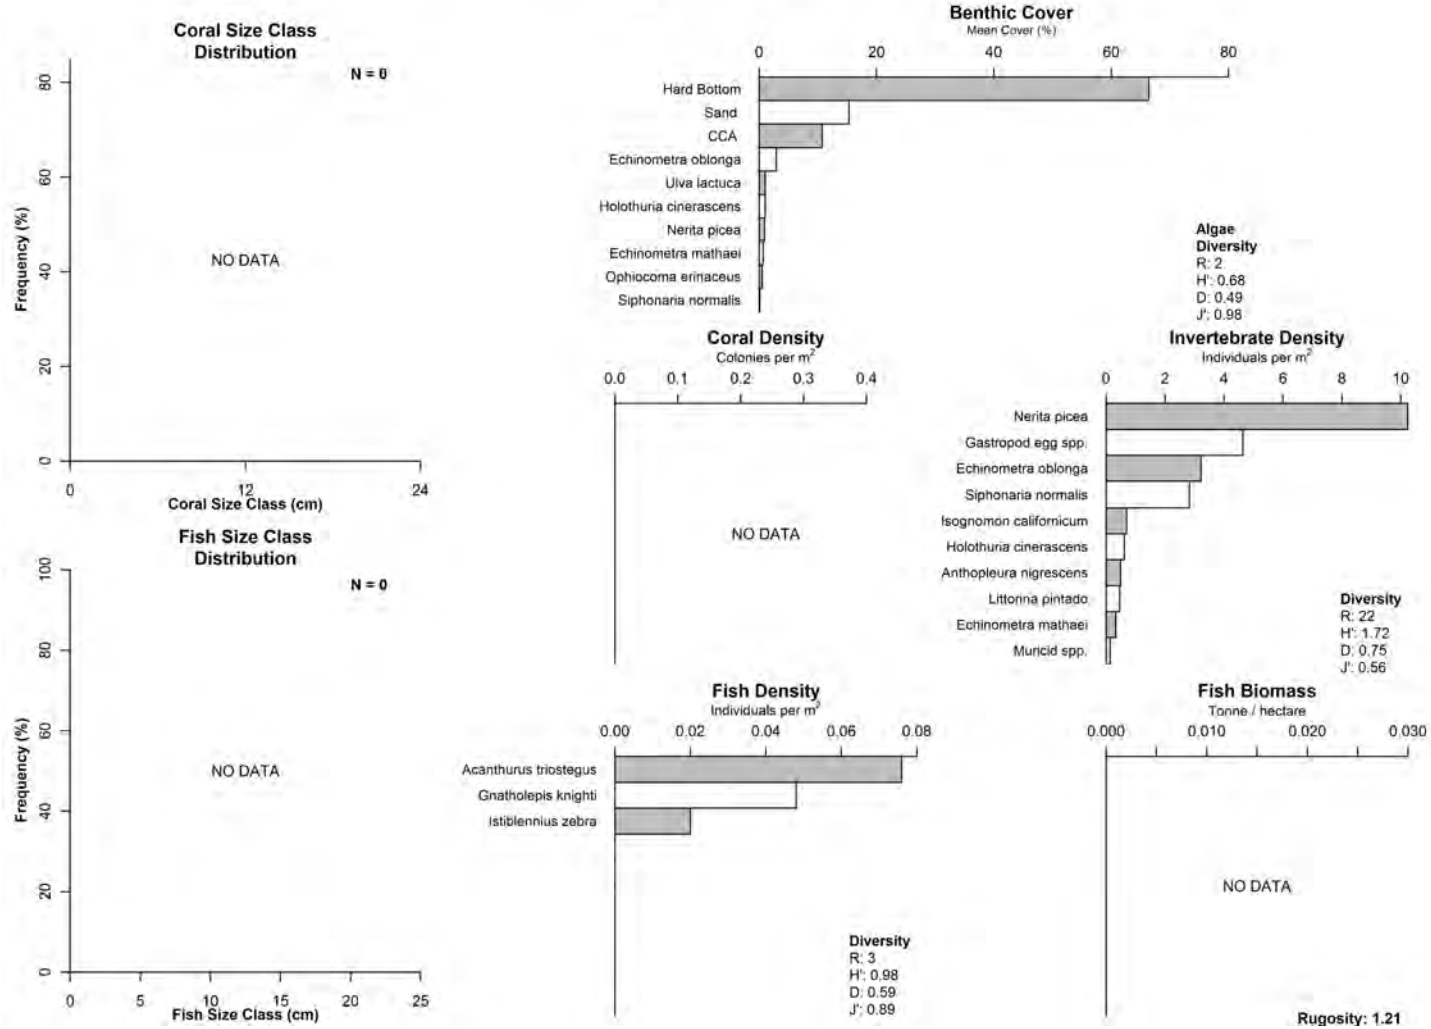 Coral Size Class
Distribution
N = 0
Frequency (%)
0
20
40
60
80
NO DATA
0
12
24
Coral Size Class (cm)
Benthic Cover
Mean Cover (%)
0
20
40
60
80
Hard Bottom
Sand
CCA
Echinometra oblonga
Ulva lactuca
Holothuria cinerascens
Nerita picea
Echinometra mathaei
Ophiocoma erinaceus
Siphonaria normalis
Algae
Diversity
R: 2
H': 0.68
D: 0.49
J': 0.98
Coral Density
Colonies per m²
0.0
0.1
0.2
0.3
0.4
NO DATA
Invertebrate Density
Individuals per m²
0
2
4
6
8
10
Nerita picea
Gastropod egg spp.
Echinometra oblonga
Siphonaria normalis
Isognomon californicum
Holothuria cinerascens
Anthopleura nigrescens
Littorina pintado
Echinometra mathaei
Muricid spp.
Diversity
R: 22
H': 1.72
D: 0.75
J': 0.56
Fish Size Class
Distribution
N = 0
Frequency (%)
0
20
40
60
80
100
NO DATA
0
5
10
15
20
25
Fish Size Class (cm)
Fish Density
Individuals per m²
0.00
0.02
0.04
0.06
0.08
Acanthurus triostegus
Gnatholepis knighti
Istiblennius zebra
Diversity
R: 3
H': 0.98
D: 0.59
J': 0.89
Fish Biomass
Tonne / hectare
0.000
0.010
0.020
0.030
NO DATA
Rugosity: 1.21